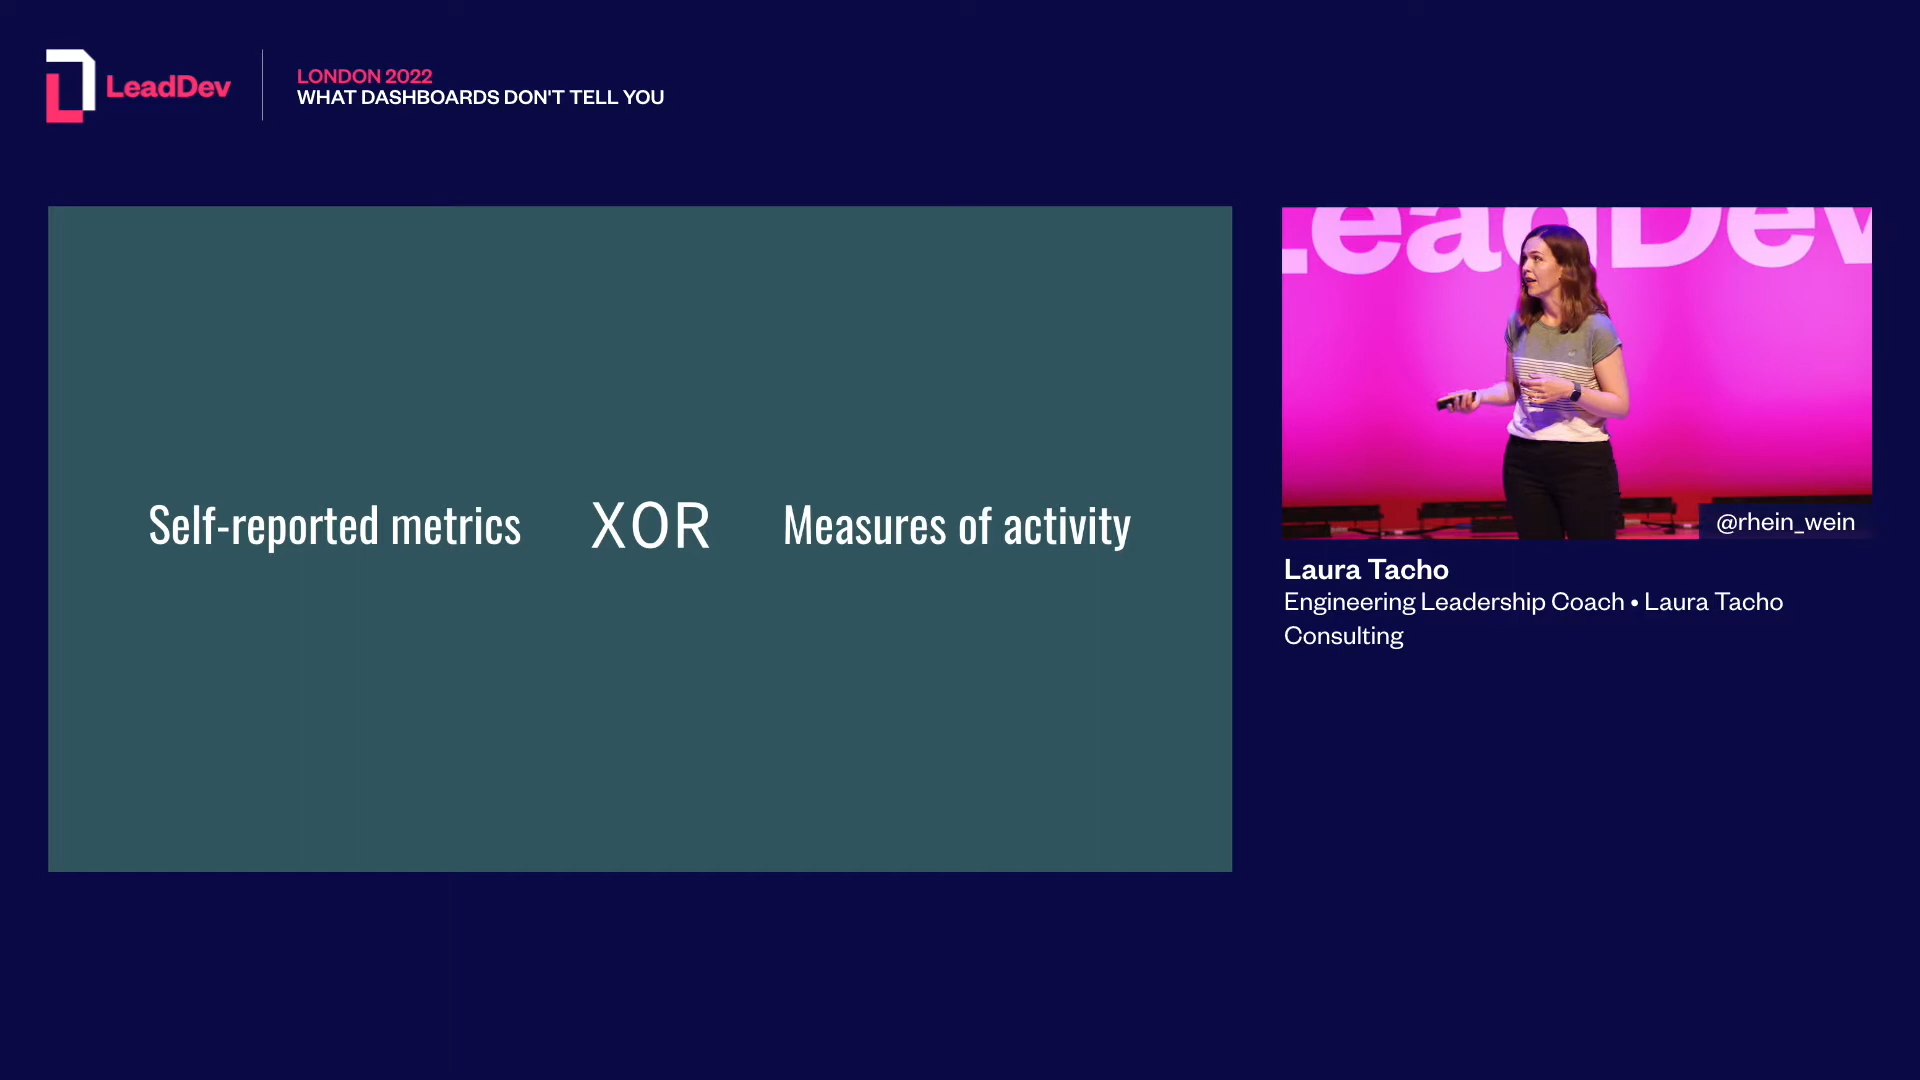 LeadDev
LONDON 2022
WHAT DASHBOARDS DON'T TELL YOU
Self-reported metrics XOR Measures of activity
LeadDev
@rhein_wein
Laura Tacho
Engineering Leadership Coach • Laura Tacho
Consulting